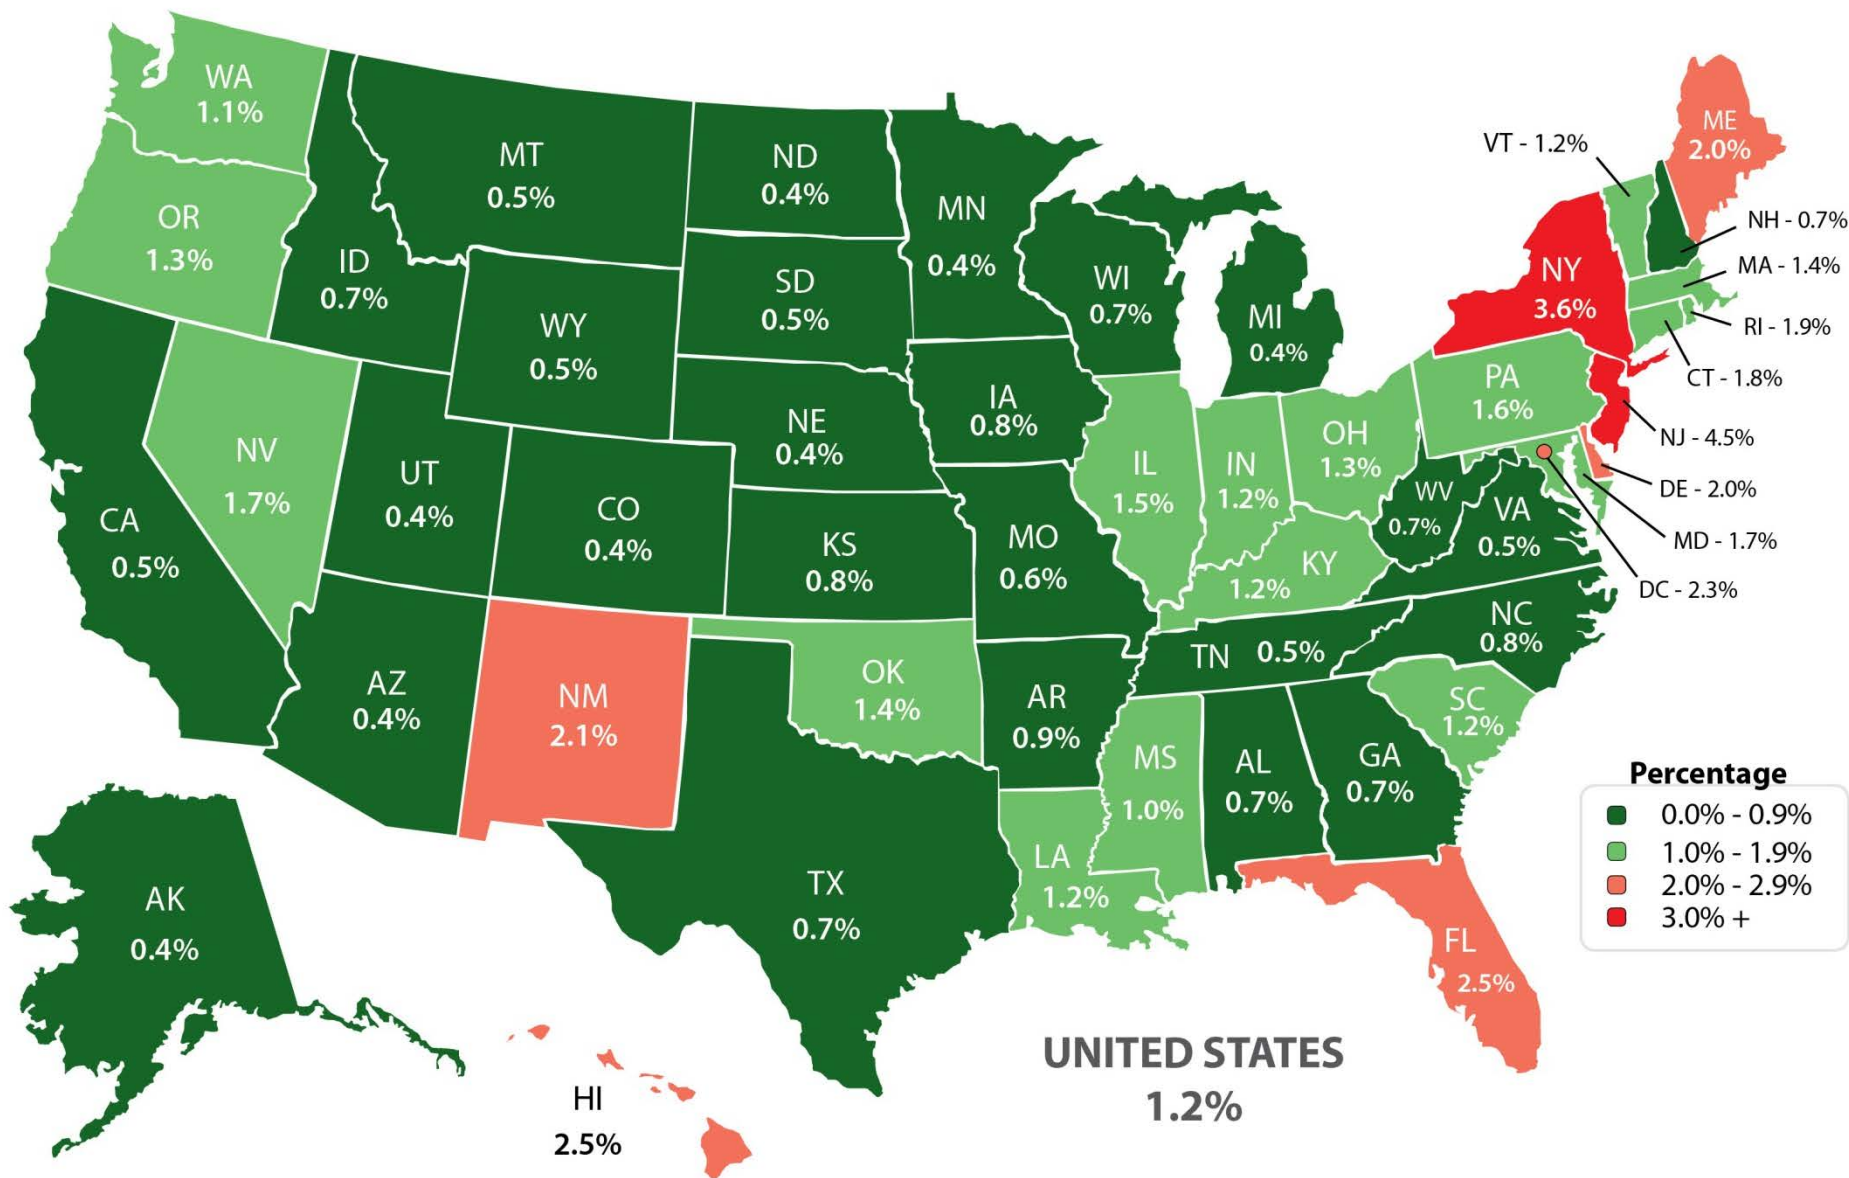 WA
1.1%
OR
1.3%
CA
0.5%
NV
1.7%
ID
0.7%
MT
0.5%
WY
0.5%
UT
0.4%
AZ
0.4%
CO
0.4%
NM
2.1%
ND
0.4%
SD
0.5%
NE
0.4%
KS
0.8%
OK
1.4%
TX
0.7%
MN
0.4%
IA
0.8%
MO
0.6%
AR
0.9%
LA
1.2%
WI
0.7%
IL
1.5%
MI
0.4%
IN
1.2%
OH
1.3%
KY
1.2%
TN 0.5%
MS
1.0%
AL
0.7%
GA
0.7%
FL
2.5%
SC
1.2%
NC
0.8%
VA
0.5%
WV
0.7%
PA
1.6%
NY
3.6%
ME
2.0%
VT - 1.2%
NH - 0.7%
MA - 1.4%
RI - 1.9%
CT - 1.8%
NJ - 4.5%
DE - 2.0%
MD - 1.7%
DC - 2.3%
AK
0.4%
HI
2.5%
UNITED STATES
1.2%
Percentage
0.0% - 0.9%
1.0% - 1.9%
2.0% - 2.9%
3.0% +